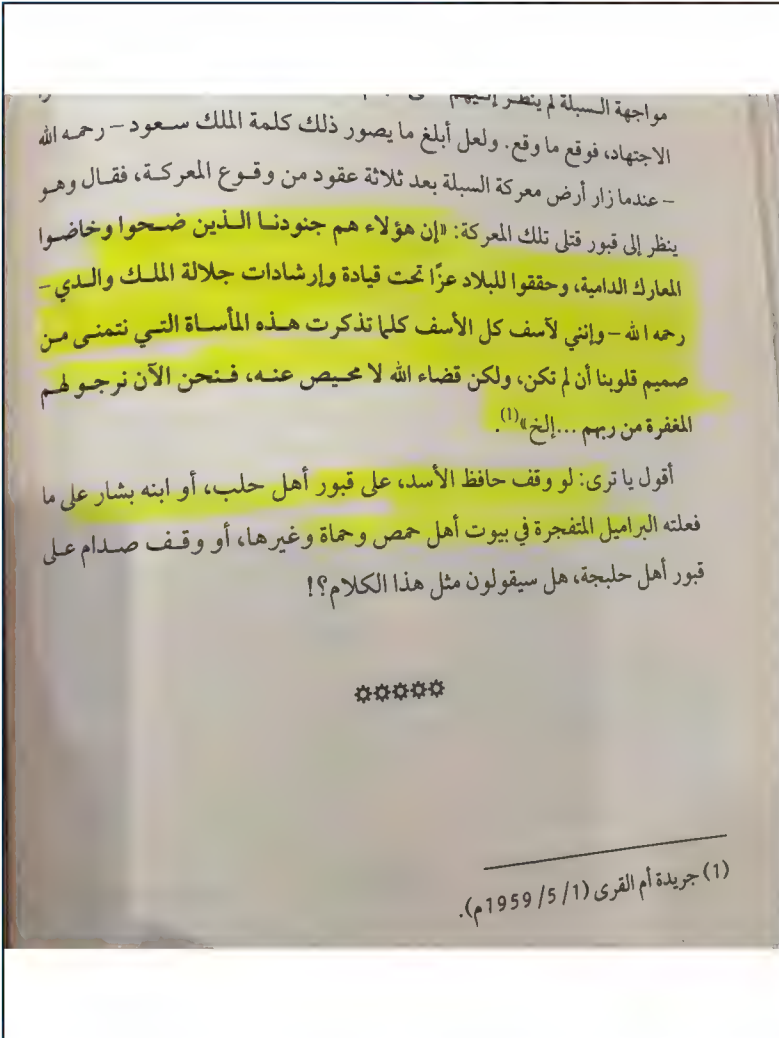 مواجهة السبلة لم ينظر إليهم
الاجتهاد، فوقع ما وقع. ولعل أبلغ ما يصور ذلك كلمة الملك سعود – رحمه الله
– عندما زار أرض معركة السبلة بعد ثلاثة عقود من وقوع المعركة، فقال وهو
ينظر إلى قبور قتلى تلك المعركة: «إن هؤلاء هم جنودنا الذين ضحوا وخاضوا
المعارك الدامية، وحققوا للبلاد عزًا تحت قيادة وإرشادات جلالة الملك والدي –
رحمه الله – وإنني لآسف كل الأسف كلما تذكرت هذه المأساة التي نتمنى من
صميم قلوبنا أن لم تكن، ولكن قضاء الله لا محيص عنه، فنحن الآن نرجو لهم
المغفرة من ربهم ...إلخ»(1).
أقول يا ترى: لو وقف حافظ الأسد، على قبور أهل حلب، أو ابنه بشار على ما
فعلته البراميل المتفجرة في بيوت أهل حمص وحماة وغيرها، أو وقف صدام على
قبور أهل حلبجة، هل سيقولون مثل هذا الكلام؟!
(1) جريدة أم القرى (1/ 5/ 1959م).